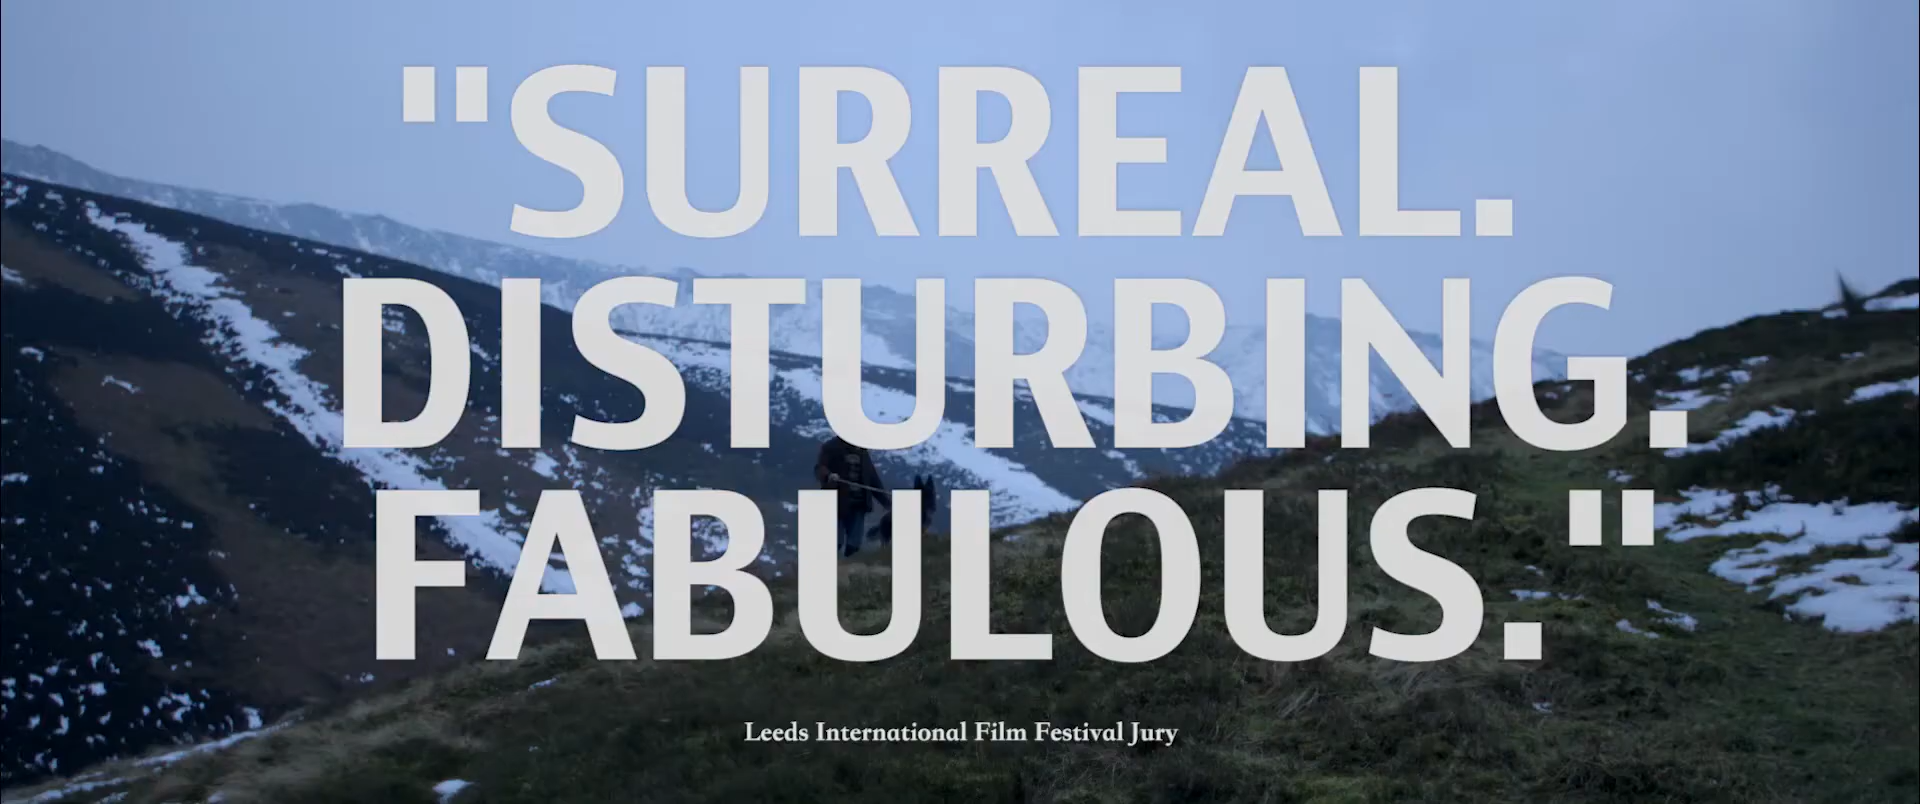 "SURREAL.
DISTURBING.
FABULOUS."
Leeds International Film Festival Jury